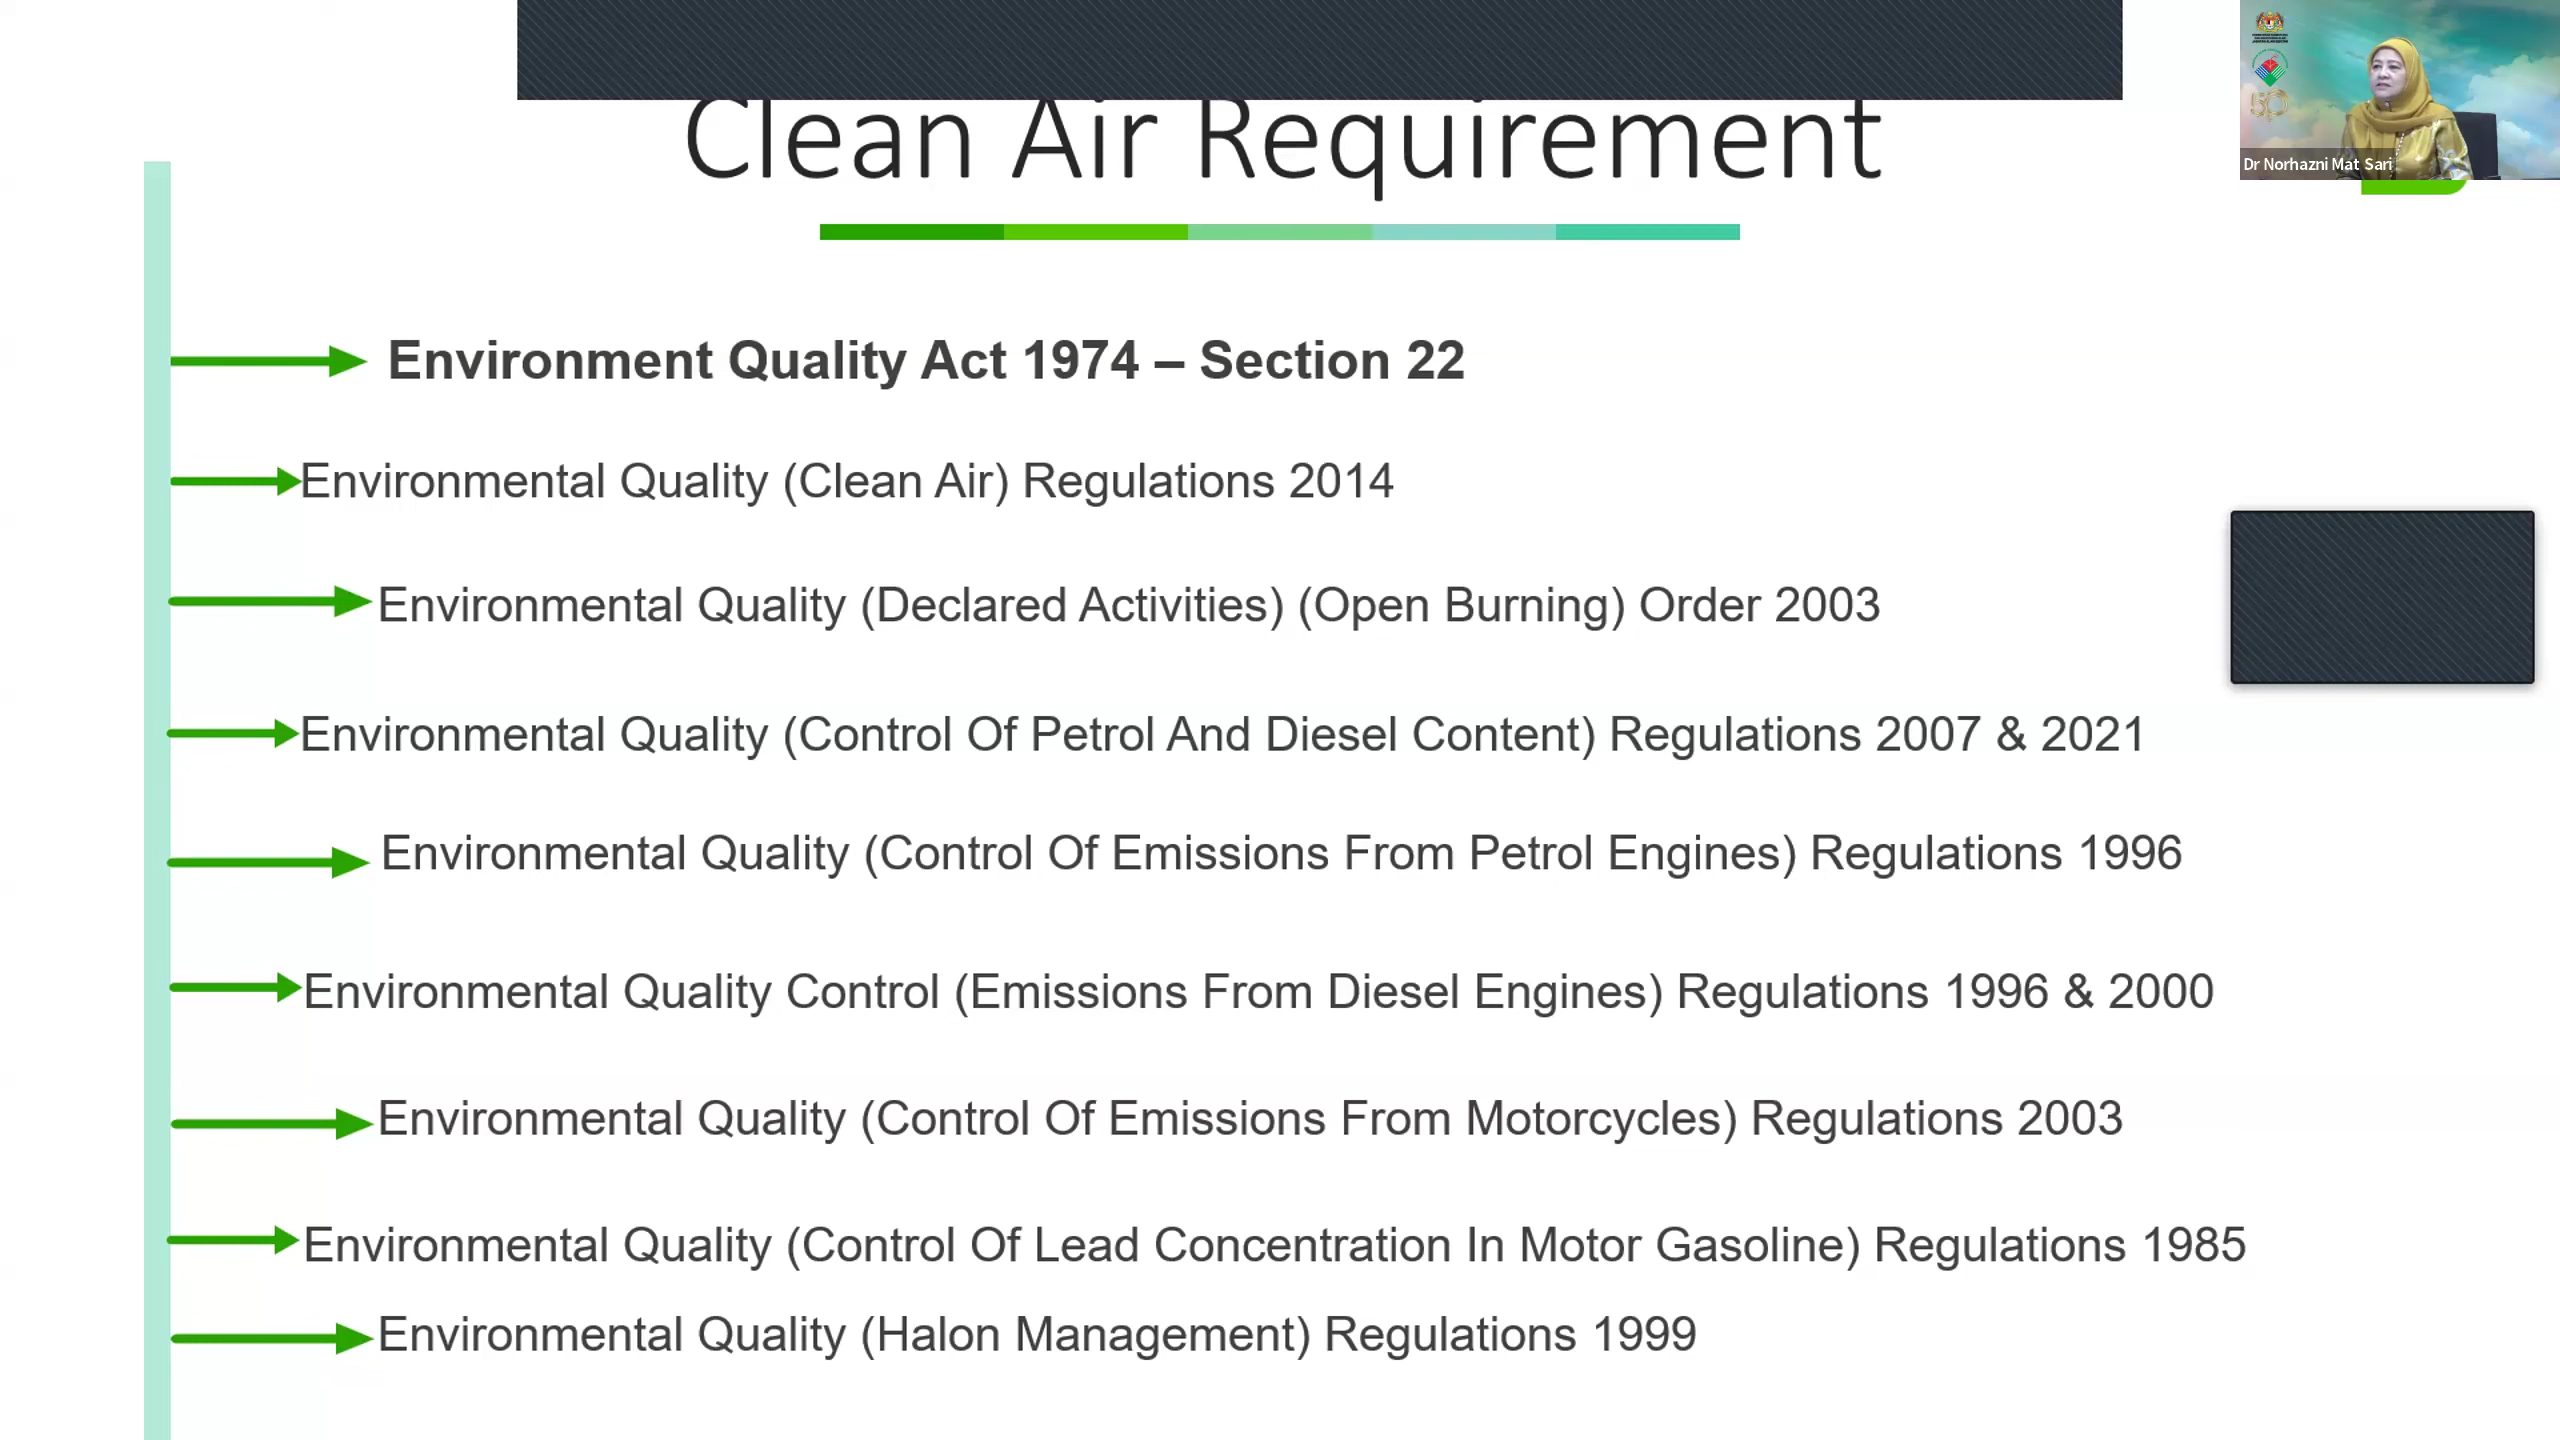 Clean Air Requirement
Dr Norhazni Mat Sari
50
Environment Quality Act 1974 – Section 22
Environmental Quality (Clean Air) Regulations 2014
Environmental Quality (Declared Activities) (Open Burning) Order 2003
Environmental Quality (Control Of Petrol And Diesel Content) Regulations 2007 & 2021
Environmental Quality (Control Of Emissions From Petrol Engines) Regulations 1996
Environmental Quality Control (Emissions From Diesel Engines) Regulations 1996 & 2000
Environmental Quality (Control Of Emissions From Motorcycles) Regulations 2003
Environmental Quality (Control Of Lead Concentration In Motor Gasoline) Regulations 1985
Environmental Quality (Halon Management) Regulations 1999